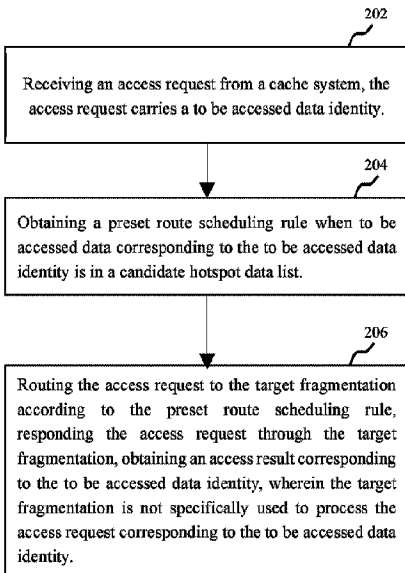 202
Receiving an access request from a cache system, the
access request carries a to be accessed data identity.
204
Obtaining a preset route scheduling rule when to be
accessed data corresponding to the to be accessed data
identity is in a candidate hotspot data list.
206
Routing the access request to the target fragmentation
according to the preset route scheduling rule,
responding the access request through the target
fragmentation, obtaining an access result corresponding
to the to be accessed data identity, wherein the target
fragmentation is not specifically used to process the
access request corresponding to the to be accessed data
identity.